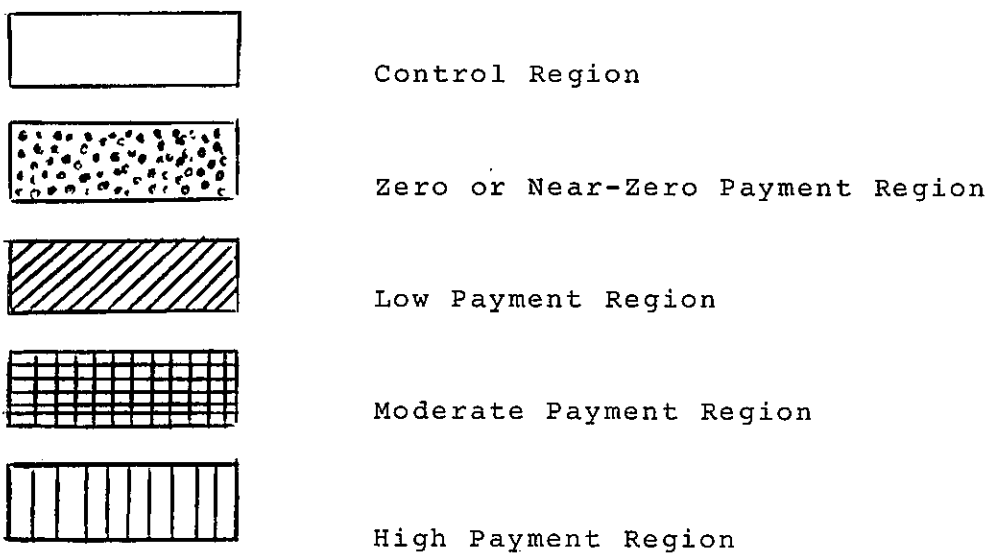 Control Region
Zero or Near-Zero Payment Region
Low Payment Region
Moderate Payment Region
High Payment Region